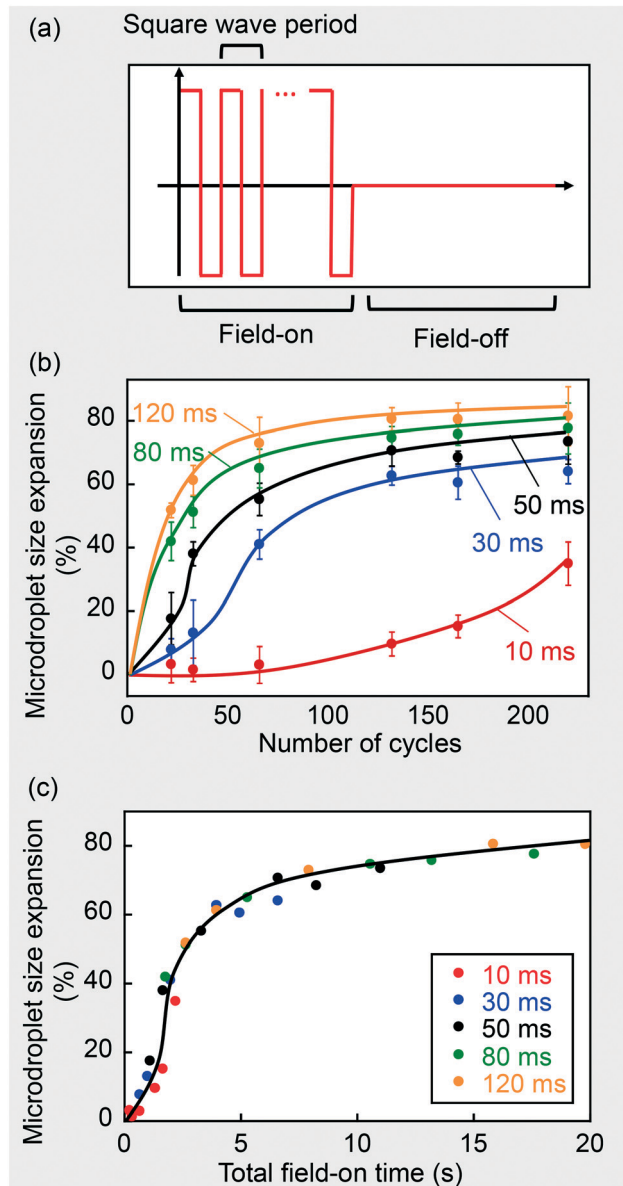 (a)
Square wave period
...
Field-on
Field-off
(b)
Microdroplet size expansion
(%)
80
60
40
20
0
120 ms
80 ms
50 ms
30 ms
10 ms
0
50
100
150
200
Number of cycles
(c)
Microdroplet size expansion
(%)
80
60
40
20
0
10 ms
30 ms
50 ms
80 ms
120 ms
0
5
10
15
20
Total field-on time (s)